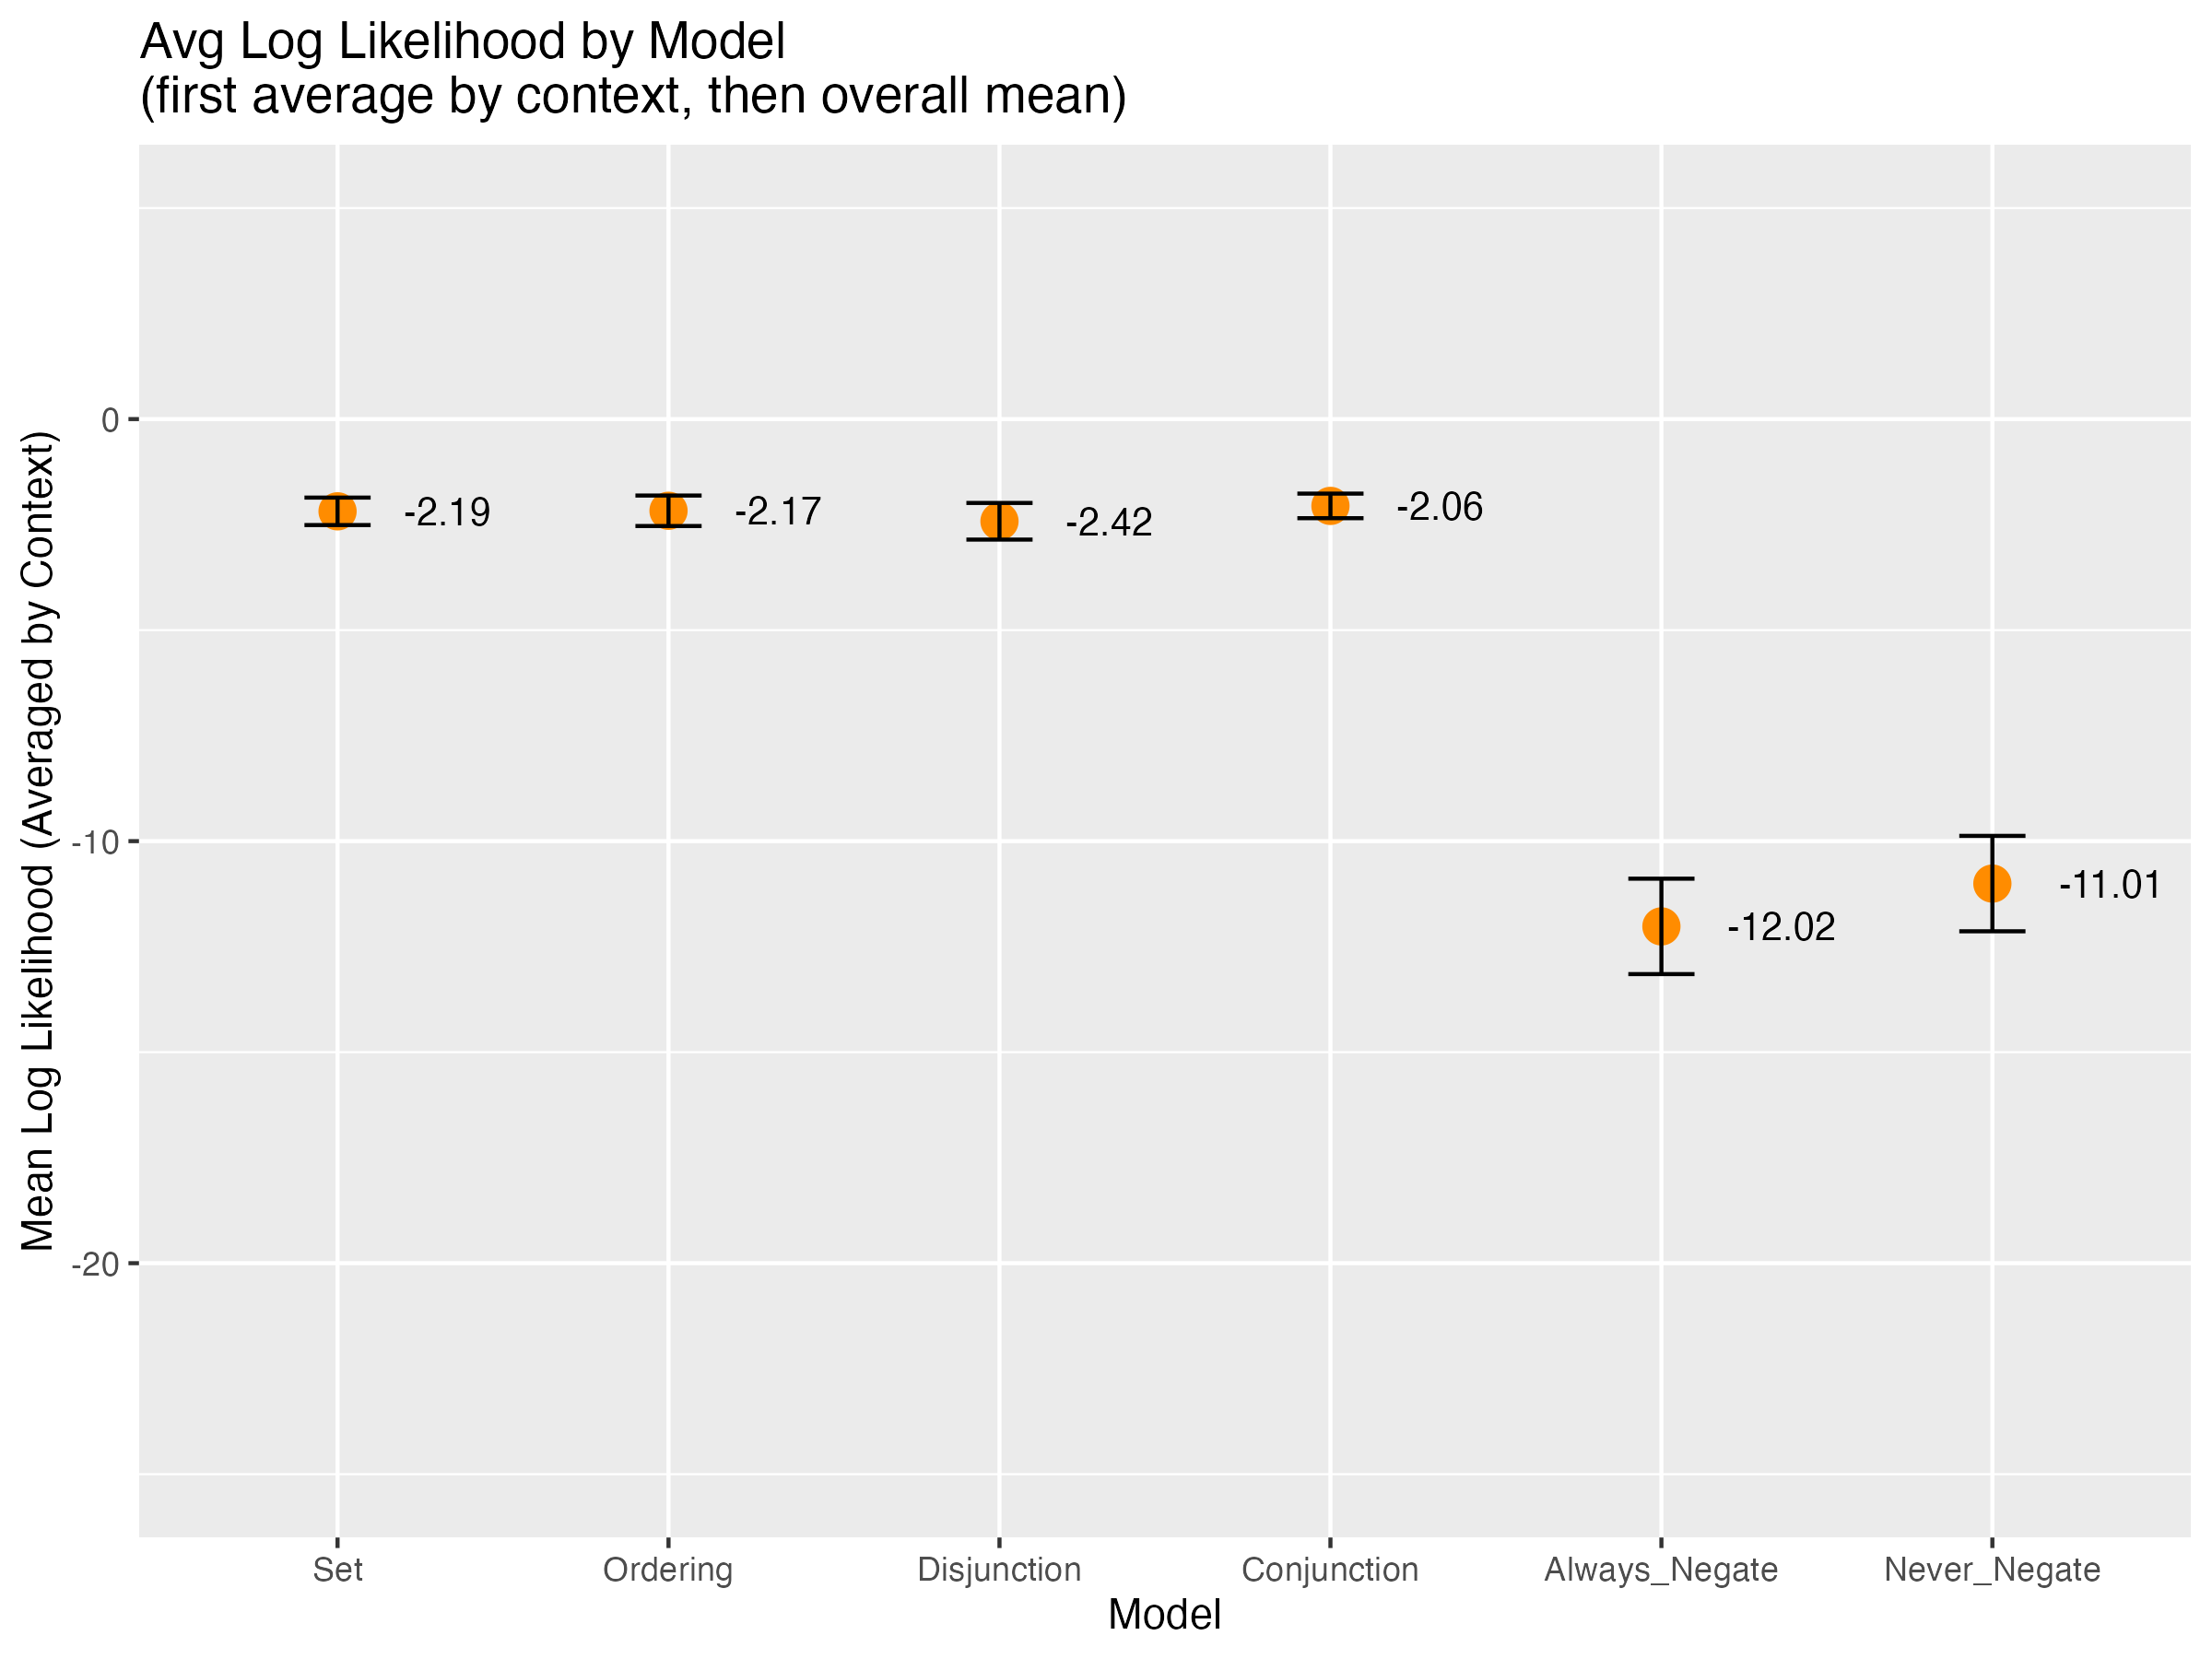 Avg Log Likelihood by Model
(first average by context, then overall mean)
Mean Log Likelihood (Averaged by Context)
0
-10
-20
-2.19
-2.17
-2.42
-2.06
-12.02
-11.01
Set
Ordering
Disjunction
Conjunction
Always_Negate
Never_Negate
Model